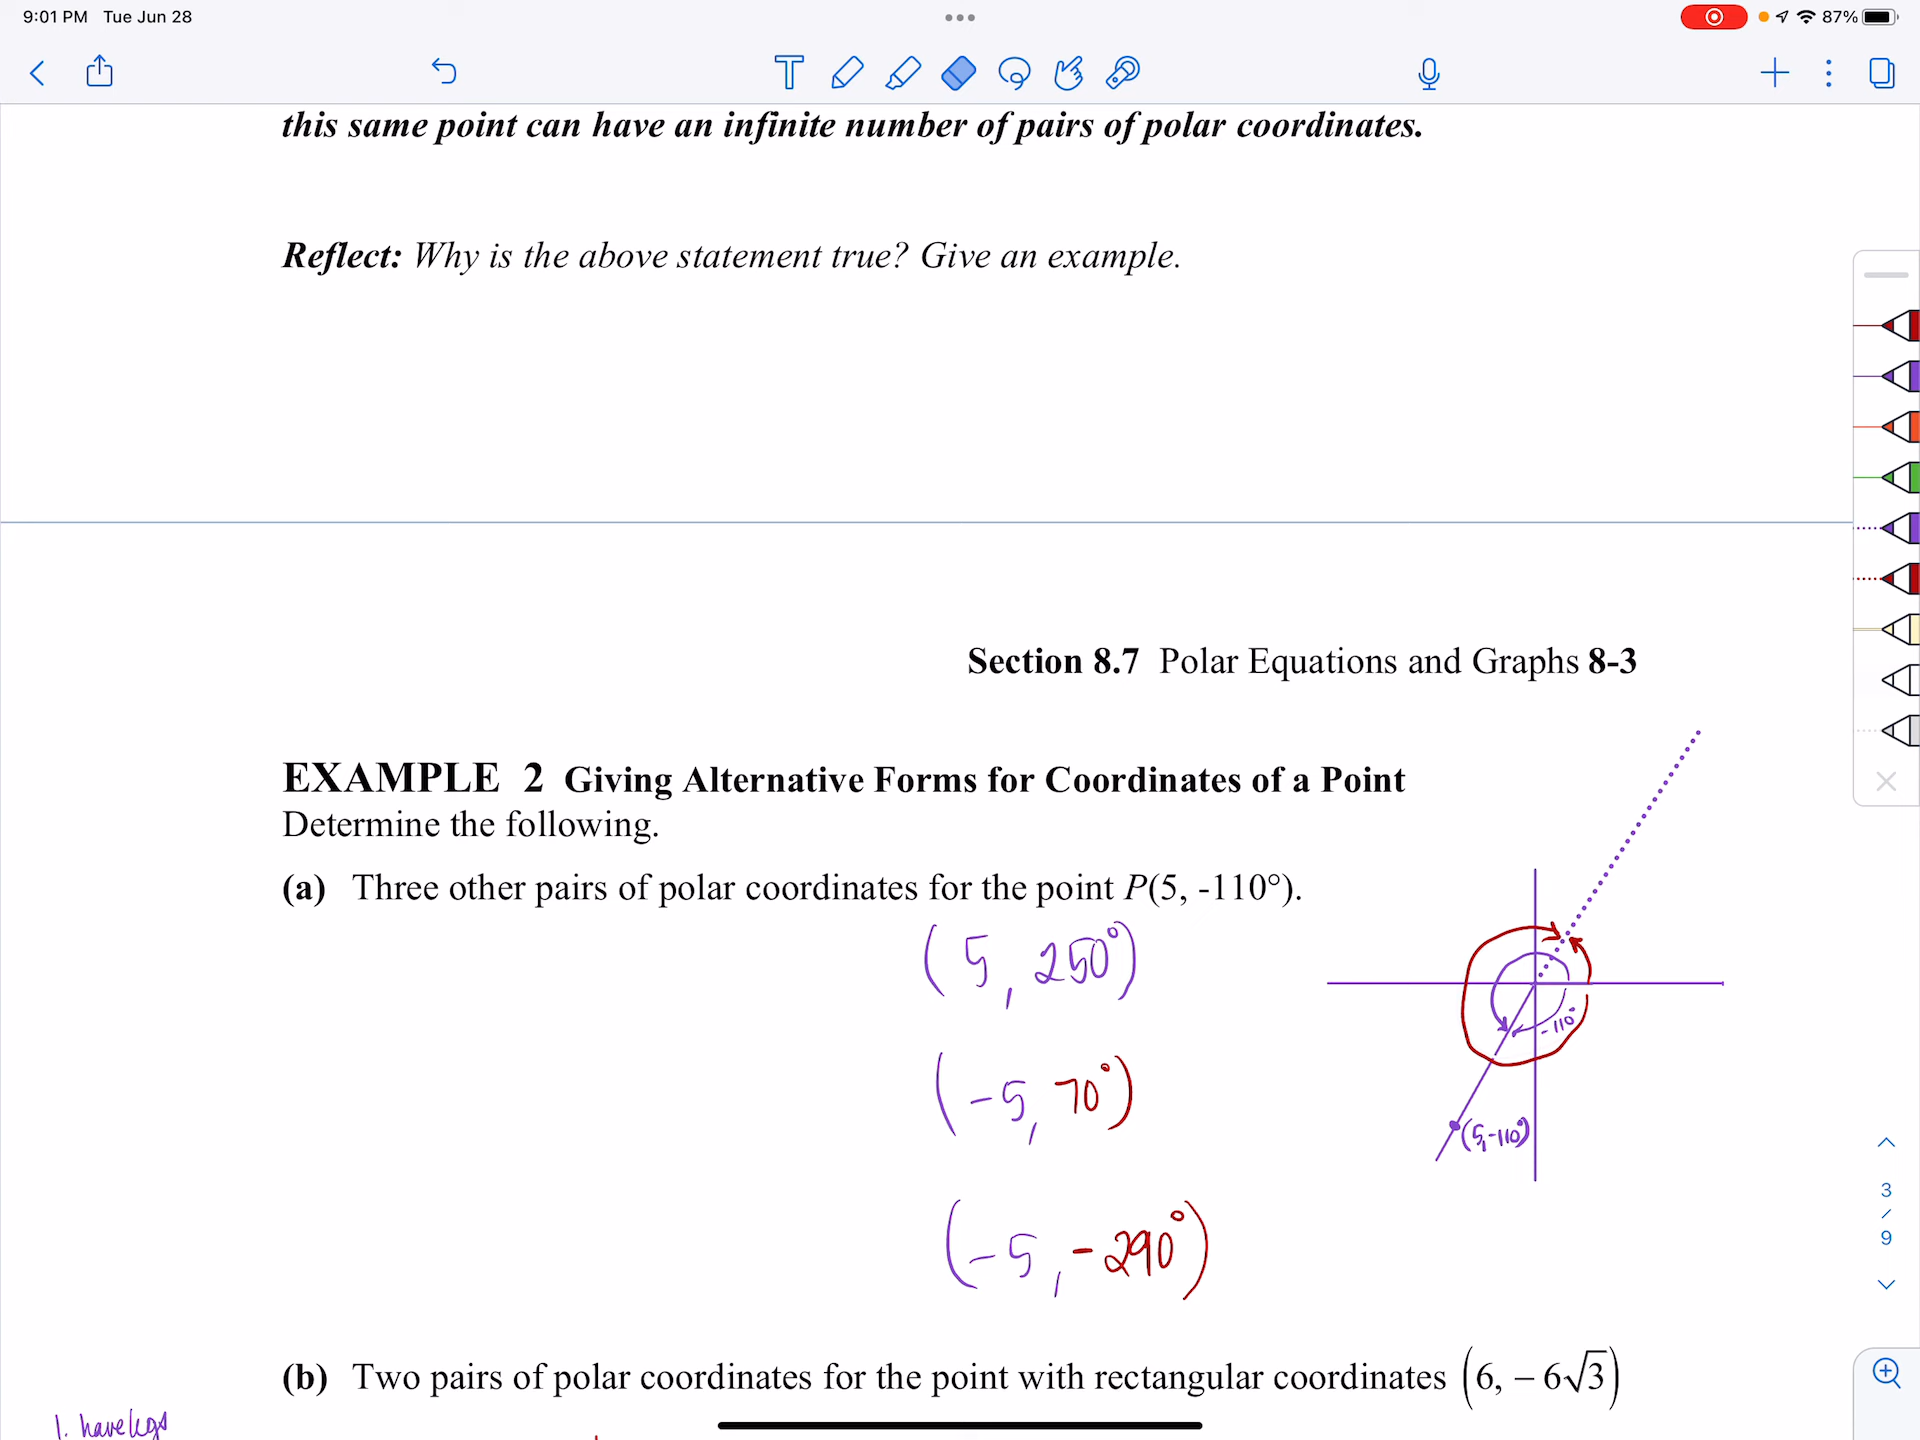 9:01 PM Tue Jun 28
87%
this same point can have an infinite number of pairs of polar coordinates.
Reflect: Why is the above statement true? Give an example.
Section 8.7 Polar Equations and Graphs 8-3
EXAMPLE 2 Giving Alternative Forms for Coordinates of a Point
Determine the following.
(a) Three other pairs of polar coordinates for the point P(5, -110°).
(5, 250°)
-110°
(-5, 70°)
(5,-110°)
(-5, -290°)
3
/
9
(b) Two pairs of polar coordinates for the point with rectangular coordinates (6, – 6√3)
1. have legs